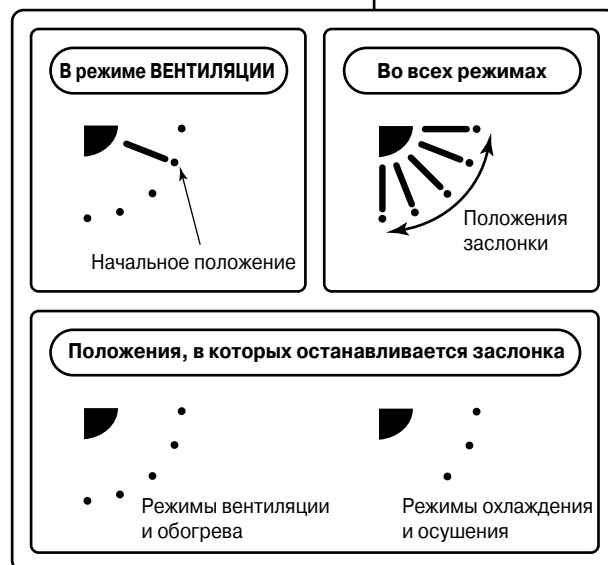 В режиме ВЕНТИЛЯЦИИ
Начальное положение
Во всех режимах
Положения
заслонки
Положения, в которых останавливается заслонка
Режимы вентиляции
и обогрева
Режимы охлаждения
и осушения